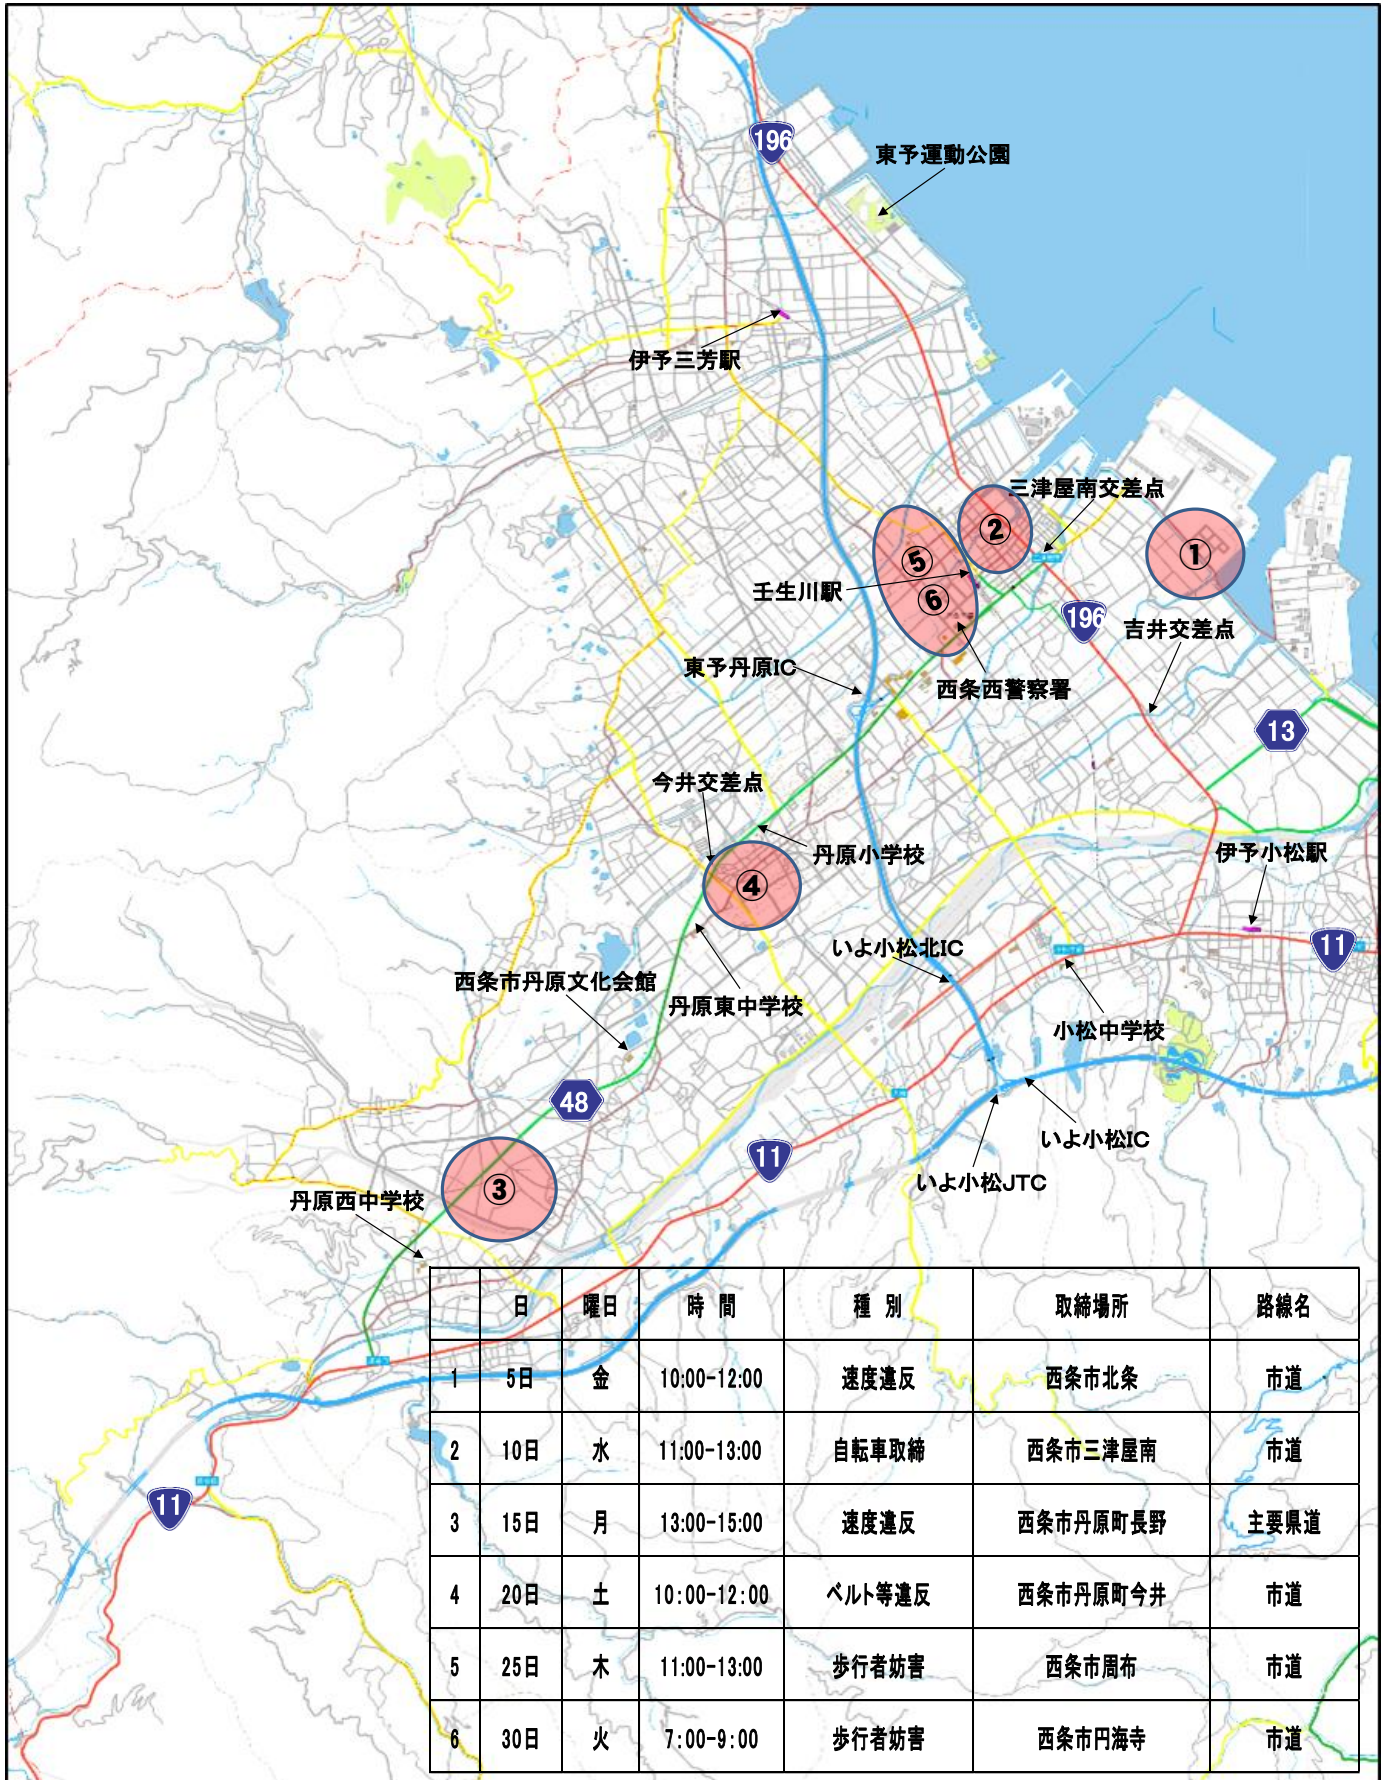 196
東予運動公園
伊予三芳駅
三津屋南交差点
②
①
⑤
壬生川駅
⑥
196
吉井交差点
東予丹原IC
西条西警察署
13
今井交差点
丹原小学校
伊予小松駅
④
11
いよ小松北IC
西条市丹原文化会館
丹原東中学校
小松中学校
48
いよ小松IC
11
いよ小松JTC
③
丹原西中学校
11
日 曜日 時 間 種 別 取締場所 路線名
1 5日 金 10:00-12:00 速度違反 西条市北条 市道
2 10日 水 11:00-13:00 自転車取締 西条市三津屋南 市道
3 15日 月 13:00-15:00 速度違反 西条市丹原町長野 主要県道
4 20日 土 10:00-12:00 ベルト等違反 西条市丹原町今井 市道
5 25日 木 11:00-13:00 歩行者妨害 西条市周布 市道
6 30日 火 7:00-9:00 歩行者妨害 西条市円海寺 市道